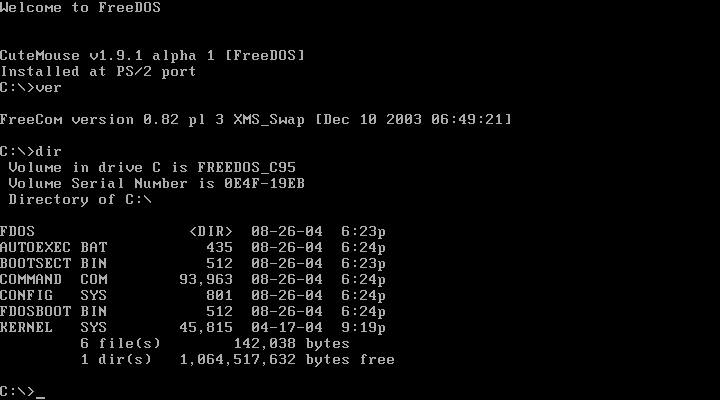 Welcome to FreeDOS
CuteMouse v1.9.1 alpha 1 [FreeDOS]
Installed at PS/2 port
C:\>ver
FreeCom version 0.82 pl 3 XMS_Swap [Dec 10 2003 06:49:21]
C:\>dir
 Volume in drive C is FREEDOS_C95
 Volume Serial Number is 0E4F-19EB
 Directory of C:\
FDOS                 <DIR>  08-26-04  6:23p
AUTOEXEC BAT           435  08-26-04  6:24p
BOOTSECT BIN           512  08-26-04  6:23p
COMMAND  COM        93,963  08-26-04  6:24p
CONFIG   SYS           801  08-26-04  6:24p
FDOSBOOT BIN           512  08-26-04  6:24p
KERNEL   SYS        45,815  04-17-04  9:19p
         6 file(s)        142,038 bytes
         1 dir(s)   1,064,517,632 bytes free
C:\>_